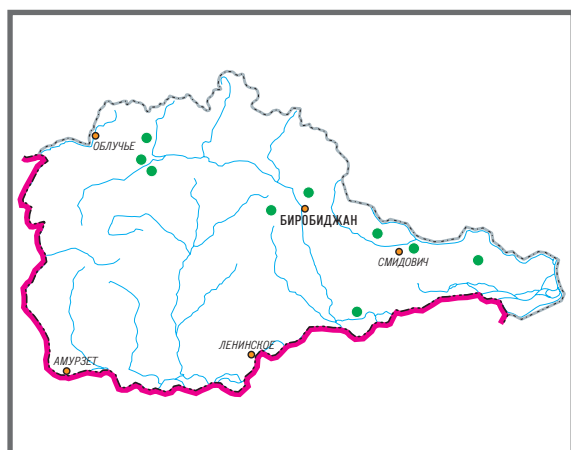 ОБЛУЧЬЕ
БИРОБИДЖАН
СМИДОВИЧ
ЛЕНИНСКОЕ
АМУРЗЕТ